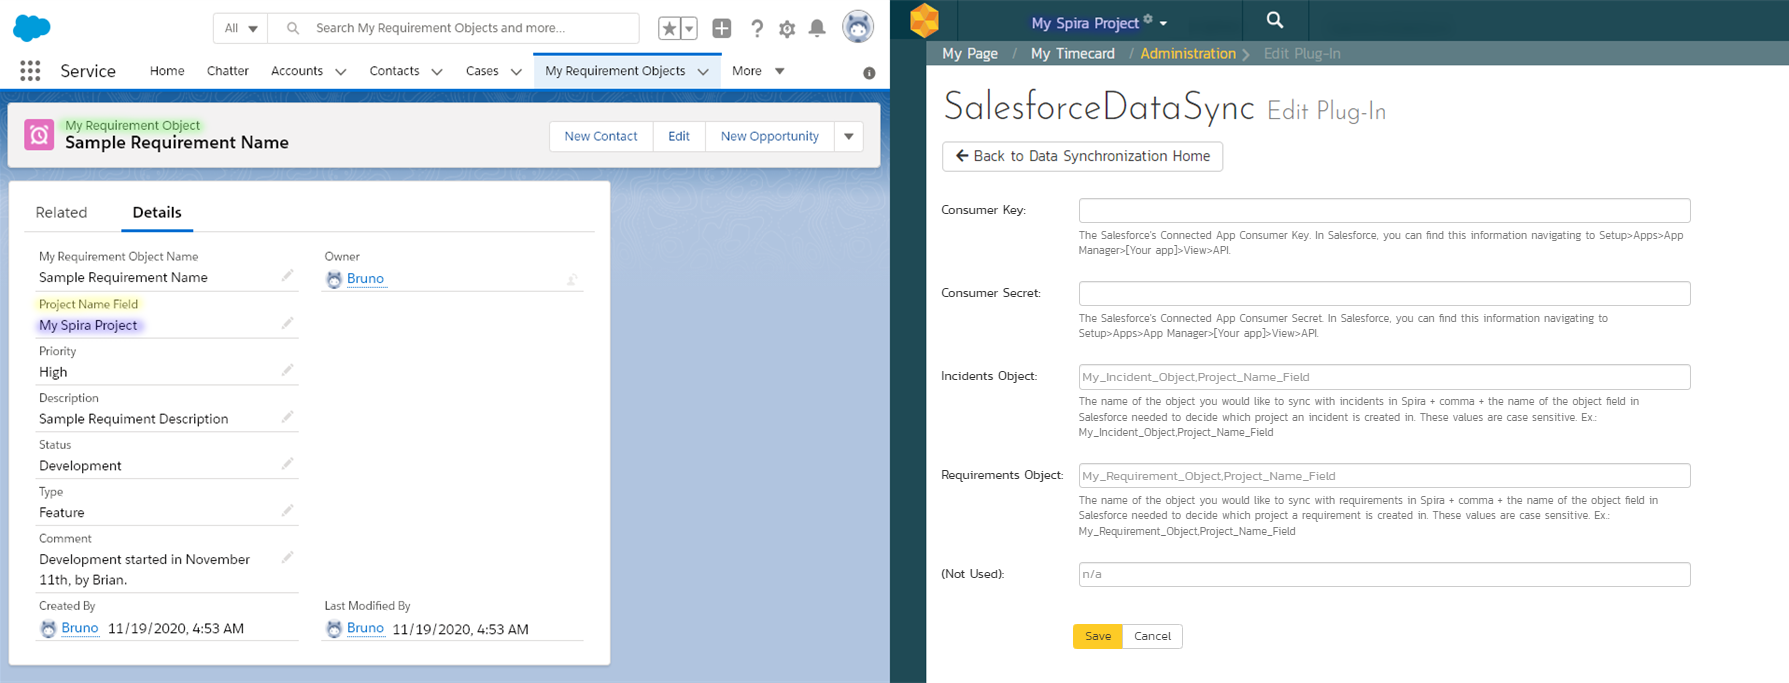 All
Search My Requirement Objects and more...
Service
Home
Chatter
Accounts
Contacts
Cases
My Requirement Objects
More
My Requirement Object
Sample Requirement Name
New Contact
Edit
New Opportunity
Related
Details
My Requirement Object Name
Sample Requirement Name
Owner
Bruno
Project Name Field
My Spira Project
Priority
High
Description
Sample Requiment Description
Status
Development
Type
Feature
Comment
Development started in November
11th, by Brian.
Created By
Bruno 11/19/2020, 4:53 AM
Last Modified By
Bruno 11/19/2020, 4:53 AM
My Spira Project
My Page / My Timecard / Administration > Edit Plug-In
SalesforceDataSync Edit Plug-In
Back to Data Synchronization Home
Consumer Key:
The Salesforce's Connected App Consumer Key. In Salesforce, you can find this information navigating to Setup>Apps>App
Manager>[Your app]>View>API.
Consumer Secret:
The Salesforce's Connected App Consumer Secret. In Salesforce, you can find this information navigating to
Setup>Apps>App Manager>[Your app]>View>API.
Incidents Object:
My_Incident_Object,Project_Name_Field
The name of the object you would like to sync with incidents in Spira + comma + the name of the object field in
Salesforce needed to decide which project an incident is created in. These values are case sensitive. Ex.:
My_Incident_Object,Project_Name_Field
Requirements Object:
My_Requirement_Object,Project_Name_Field
The name of the object you would like to sync with requirements in Spira + comma + the name of the object field in
Salesforce needed to decide which project a requirement is created in. These values are case sensitive. Ex.:
My_Requirement_Object,Project_Name_Field
(Not Used):
n/a
Save
Cancel